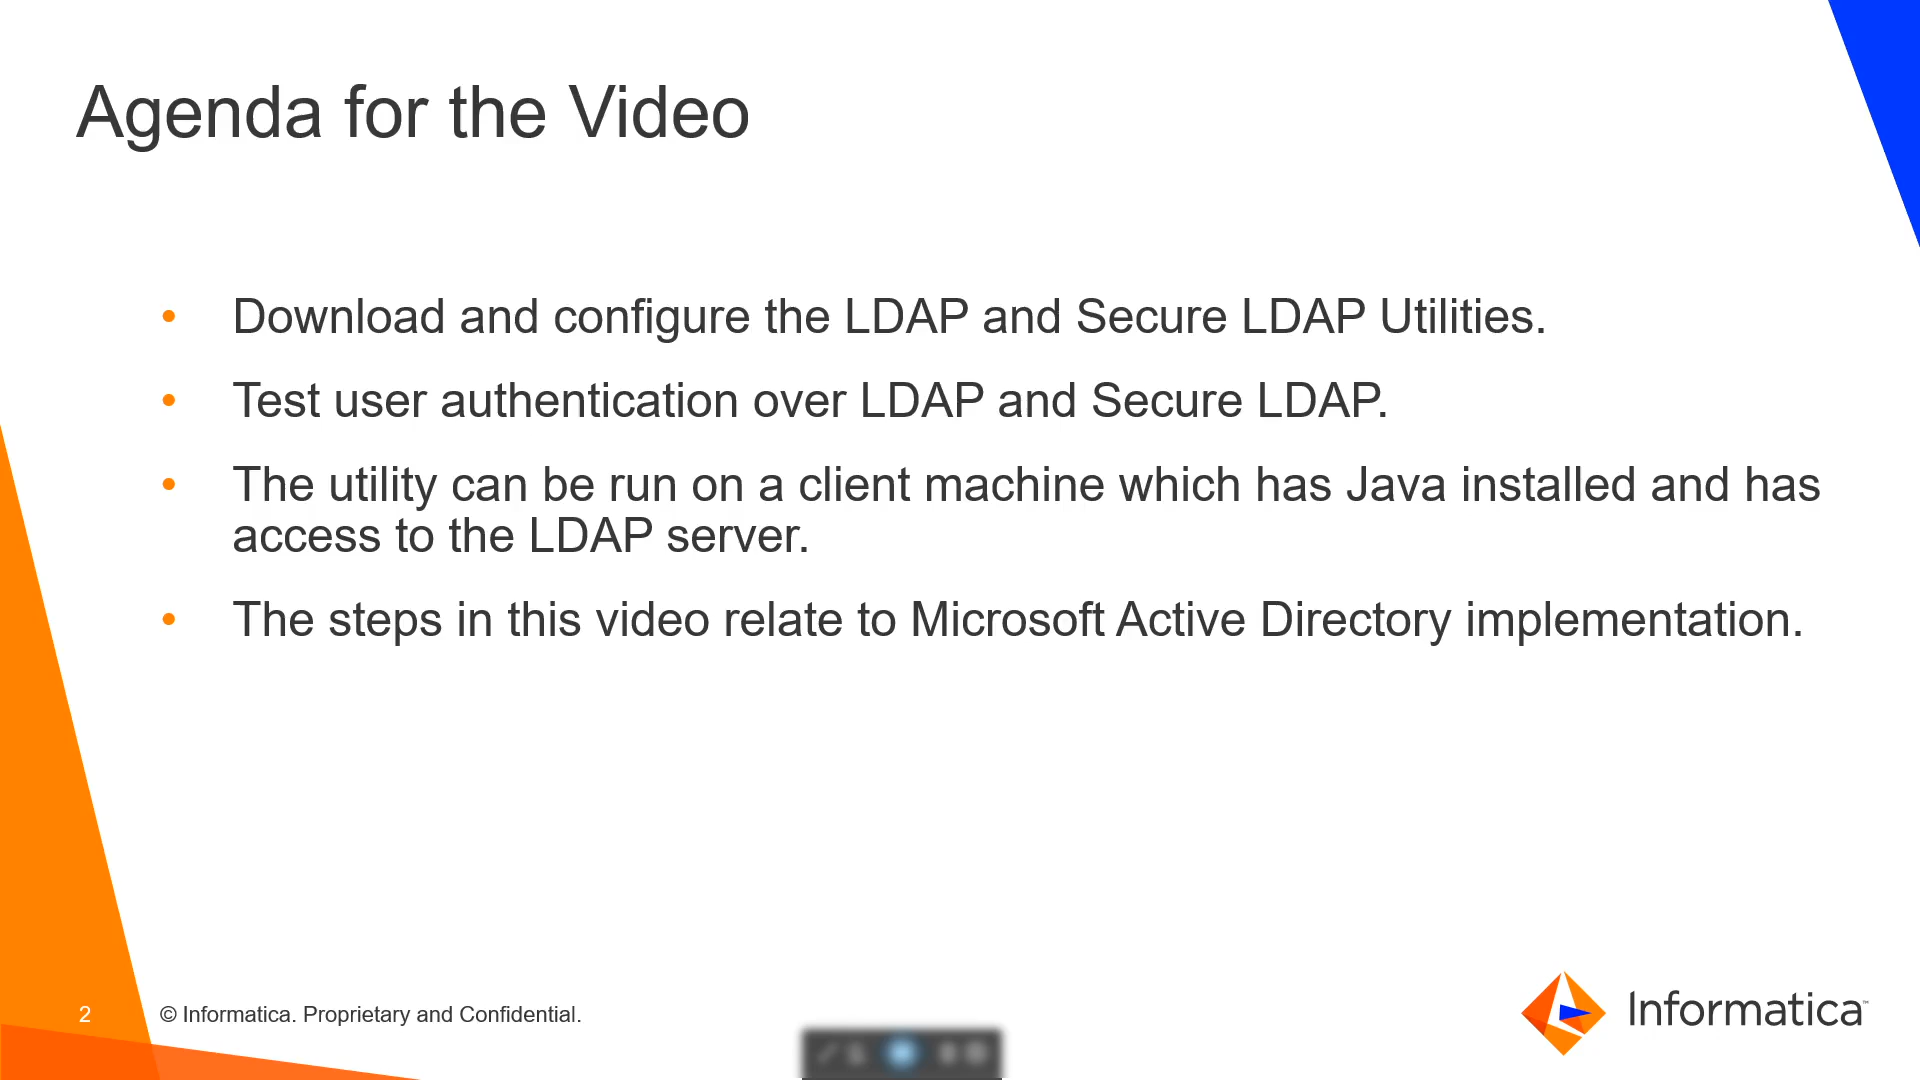 Agenda for the Video
• Download and configure the LDAP and Secure LDAP Utilities.
• Test user authentication over LDAP and Secure LDAP.
• The utility can be run on a client machine which has Java installed and has
access to the LDAP server.
• The steps in this video relate to Microsoft Active Directory implementation.
2 © Informatica. Proprietary and Confidential.
Informatica™